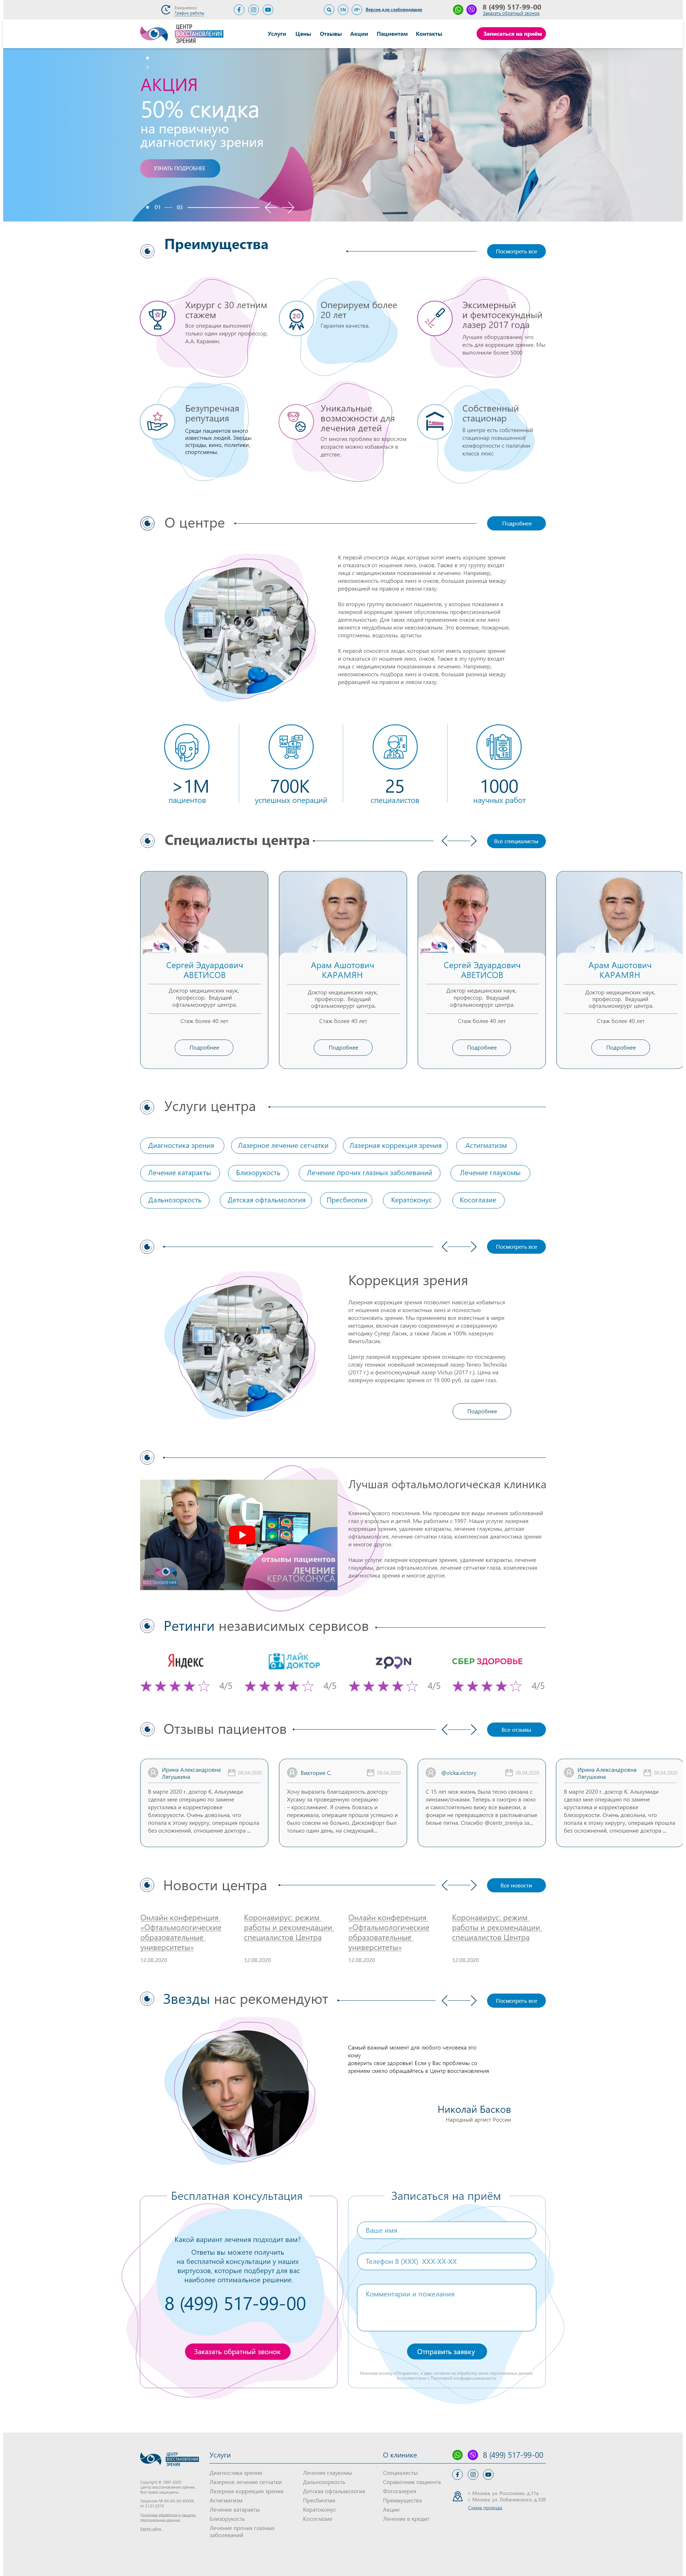 Ежедневно
График работы
EN
Версия для слабовидящих
8 (499) 517-99-00
Заказать обратный звонок
ЦЕНТР
ВОССТАНОВЛЕНИЯ
ЗРЕНИЯ
Услуги
Цены
Отзывы
Акции
Пациентам
Контакты
Записаться на приём
АКЦИЯ
50% скидка
на первичную
диагностику зрения
УЗНАТЬ ПОДРОБНЕЕ
01
03
Преимущества
Посмотреть все
Хирург с 30 летним
стажем
Все операции выполняет
только один хирург профессор,
А.А. Карамян.
20
Оперируем более
20 лет
Гарантия качества.
Эксимерный
и фемтосекундный
лазер 2017 года
Лучшее оборудование, что
есть для коррекции зрения. Мы
выполнили более 5000
Безупречная
репутация
Среди пациентов много
известных людей. Звезды
эстрады, кино, политики,
спортсмены.
Уникальные
возможности для
лечения детей
От многих проблем во взрослом
возрасте можно избавиться в
детстве.
Собственный
стационар
В центре есть собственный
стационар повышенной
комфортности с палатами
класса люкс
О центре
Подробнее
К первой относятся люди, которые хотят иметь хорошее зрение
и отказаться от ношения линз, очков. Также в эту группу входят
лица с медицинскими показаниями к лечению. Например,
невозможность подбора линз и очков, большая разница между
рефракцией на правом и левом глазу.
Во вторую группу включают пациентов, у которых показания к
лазерной коррекции зрения обусловлены профессиональной
деятельностью. Для таких людей применение очков или линз
является неудобным или невозможным. Это военные, моряки,
спортсмены, водолазы, артисты.
К первой относятся люди, которые хотят иметь хорошее зрение
и отказаться от ношения линз, очков. Также в эту группу входят
лица с медицинскими показаниями к лечению. Например,
невозможность подбора линз и очков, большая разница между
рефракцией на правом и левом глазу.
>1М
пациентов
700К
успешных операций
25
специалистов
1000
научных работ
Специалисты центра
Все специалисты
Сергей Эдуардович
АВЕТИСОВ
Доктор медицинских наук,
профессор. Ведущий
офтальмохирург центра.
Стаж более 40 лет
Подробнее
Арам Ашотович
КАРАМЯН
Доктор медицинских наук,
профессор. Ведущий
офтальмохирург центра.
Стаж более 40 лет
Подробнее
Сергей Эдуардович
АВЕТИСОВ
Доктор медицинских наук,
профессор. Ведущий
офтальмохирург центра.
Стаж более 40 лет
Подробнее
Арам Ашотович
КАРАМЯН
Доктор медицинских наук,
профессор. Ведущий
офтальмохирург центра.
Стаж более 40 лет
Подробнее
Услуги центра
Диагностика зрения
Лазерное лечение сетчатки
Лазерная коррекция зрения
Астигматизм
Лечение катаракты
Близорукость
Лечение прочих глазных заболеваний
Лечение глаукомы
Дальнозоркость
Детская офтальмология
Пресбиопия
Кератоконус
Косоглазие
Посмотреть все
Коррекция зрения
Лазерная коррекция зрения позволяет навсегда избавиться
от ношения очков и контактных линз и полностью
восстановить зрение. Мы применяем все известные в мире
методики, включая самую современную и совершенную
методику Супер Ласик, а также Ласик и 100% лазерную
ФемтоЛасик.
Центр лазерной коррекции зрения оснащен по последнему
слову техники: новейший эксимерный лазер Teneo Technolas
(2017 г.) и фемтосекундный лазер Victus (2017 г.). Цена на
лазерную коррекцию зрения от 19 000 руб. за один глаз.
Подробнее
отзывы пациентов
ЛЕЧЕНИЕ
КЕРАТОКОНУСА
ВОССТАНОВЛЕНИЯ
Лучшая офтальмологическая клиника
Клиника нового поколения. Мы проводим все виды лечения заболеваний
глаз у взрослых и детей. Мы работаем с 1997. Наши услуги: лазерная
коррекция зрения, удаление катаракты, лечение глаукомы, детская
офтальмология, лечение сетчатки глаза, комплексная диагностика зрения
и многое другое.
Наши услуги: лазерная коррекция зрения, удаление катаракты, лечение
глаукомы, детская офтальмология, лечение сетчатки глаза, комплексная
диагностика зрения и многое другое.
Ретинги независимых сервисов
Яндекс
ЛАЙК
ДОКТОР
ZOON
СБЕР ЗДОРОВЬЕ
4/5
4/5
4/5
4/5
Отзывы пациентов
Все отзывы
Ирина Александровна
Лягушкина
08.04.2020
В марте 2020 г. доктор К. Алькумиди
сделал мне операцию по замене
хрусталика и корректировке
близорукости. Очень довольна, что
попала к этому хирургу, операция прошла
без осложнений, отношение доктора ...
Виктория С.
08.04.2020
Хочу выразить благодарность доктору
Хусаму за проведенную операцию
– кросслинкинг. Я очень боялась и
переживала, операция прошла успешно и
было совсем не больно. Дискомфорт был
только один день, на следующий...
@vicka.victory
08.04.2020
С 15 лет моя жизнь была тесно связана с
линзами/очками. Теперь я смотрю в окно
и самостоятельно вижу все вывески, а
фонари не превращаются в расплывчатые
белые пятна. Спасибо @centr_zreniya за...
Ирина Александровна
Лягушкина
08.04.2020
В марте 2020 г. доктор К. Алькумиди
сделал мне операцию по замене
хрусталика и корректировке
близорукости. Очень довольна, что
попала к этому хирургу, операция прошла
без осложнений, отношение доктора ...
Новости центра
Все новости
Онлайн конференция
«Офтальмологические
образовательные
университеты»
12.08.2020
Коронавирус: режим
работы и рекомендации
специалистов Центра
12.08.2020
Онлайн конференция
«Офтальмологические
образовательные
университеты»
12.08.2020
Коронавирус: режим
работы и рекомендации
специалистов Центра
12.08.2020
Звезды нас рекомендуют
Посмотреть все
Самый важный момент для любого человека это
кому
доверить свое здоровье! Если у Вас проблемы со
зрением смело обращайтесь в Центр восстановления
Николай Басков
Народный артист России
Бесплатная консультация
Какой вариант лечения подходит вам?
Ответы вы можете получить
на бесплатной консультации у наших
виртуозов, которые подберут для вас
наиболее оптимальное решение.
8 (499) 517-99-00
Заказать обратный звонок
Записаться на приём
Ваше имя
Телефон 8 (XXX) XXX-XX-XX
Комментарии и пожелания
Отправить заявку
Нажимая кнопку «Отправить», я даю согласие на обработку моих персональных данных
в соответствии с Политикой конфиденциальности
ЦЕНТР
ВОССТАНОВЛЕНИЯ
ЗРЕНИЯ
Copyright © 1997-2020
Центр восстановления зрения.
Все права защищены.
Политика обработки и защиты
персональных данных
Карта сайта
Услуги
Диагностика зрения
Лазерное лечение сетчатки
Лазерная коррекция зрения
Астигматизм
Лечение катаракты
Близорукость
Лечение прочих глазных
заболеваний
Лечение глаукомы
Дальнозоркость
Детская офтальмология
Пресбиопия
Кератоконус
Косоглазие
О клинике
Специалисты
Справочник пациента
Фотогалерея
Преимущества
Акции
Лечение в кредит
8 (499) 517-99-00
г. Москва, ул. Россолимо, д.11а
г. Москва, ул. Лобачевского, д.108
Схема проезда